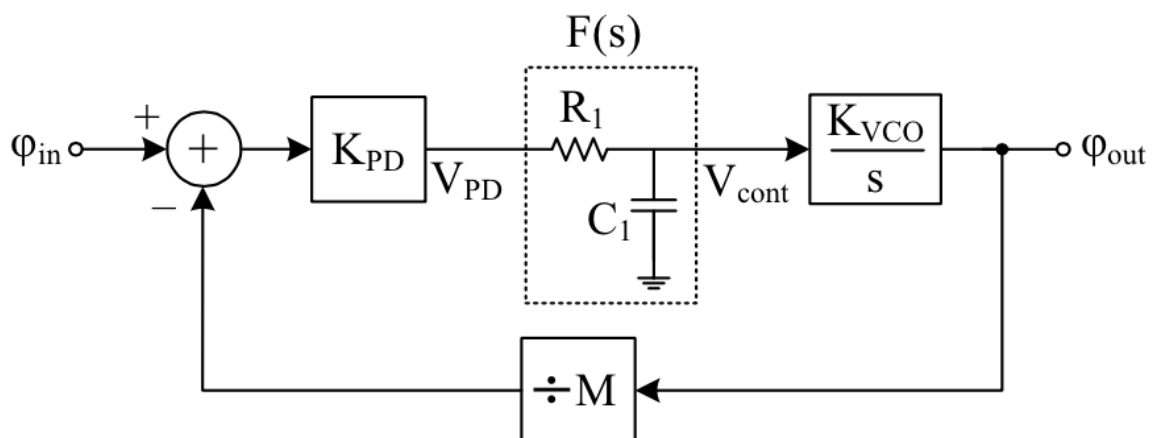 F(s)
φin
+
+
−
KPD
VPD
R1
C1
Vcont
KVCO
s
φout
÷M